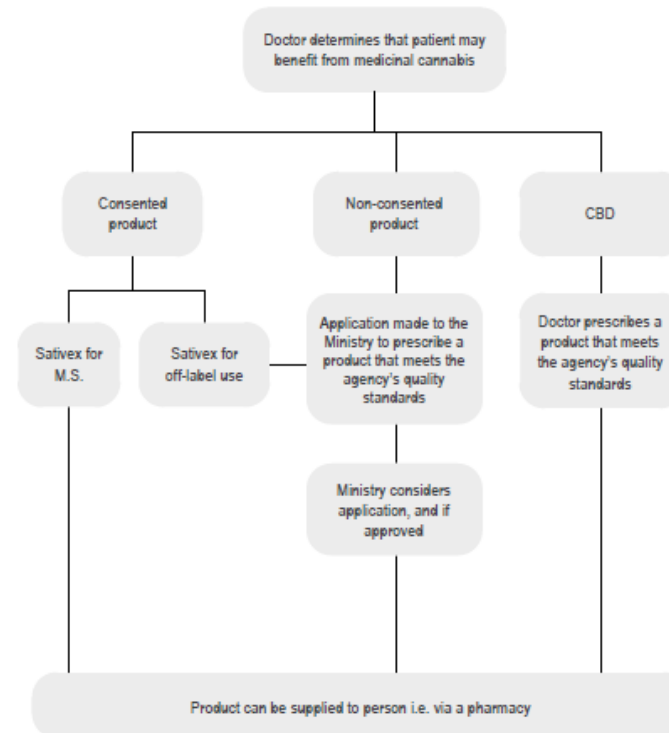 Doctor determines that patient may
benefit from medicinal cannabis
Consented
product
Non-consented
product
CBD
Sativex for
M.S.
Sativex for
off-label use
Application made to the
Ministry to prescribe a
product that meets the
agency's quality
standards
Doctor prescribes a
product that meets
the agency's quality
standards
Ministry considers
application, and if
approved
Product can be supplied to person i.e. via a pharmacy